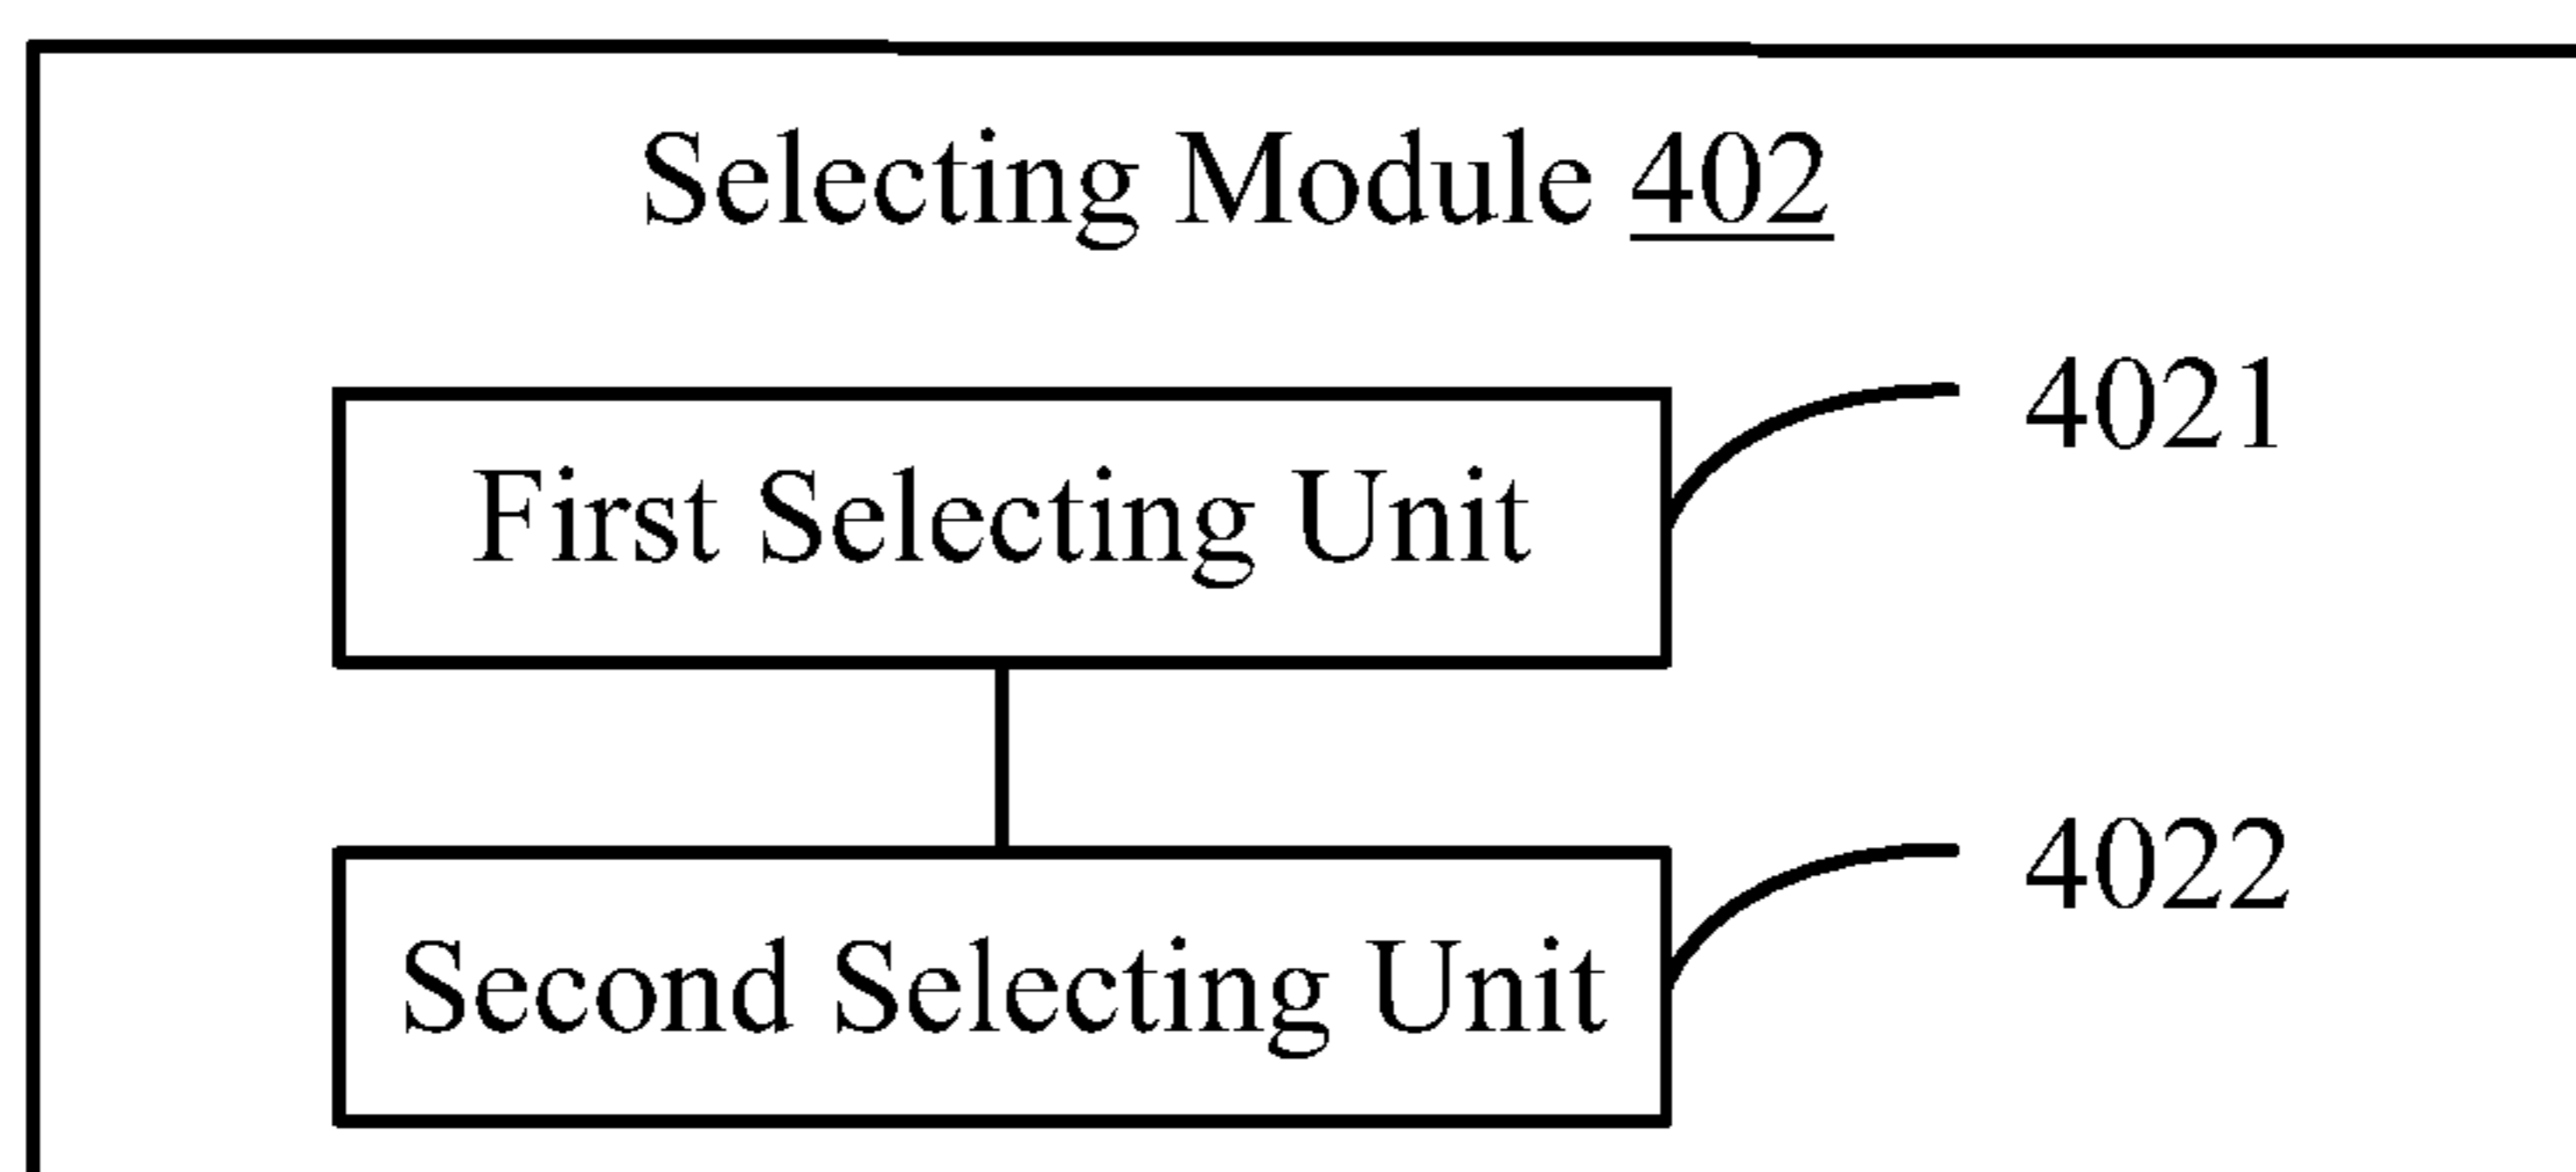 Selecting Module 402
4021
First Selecting Unit
4022
Second Selecting Unit